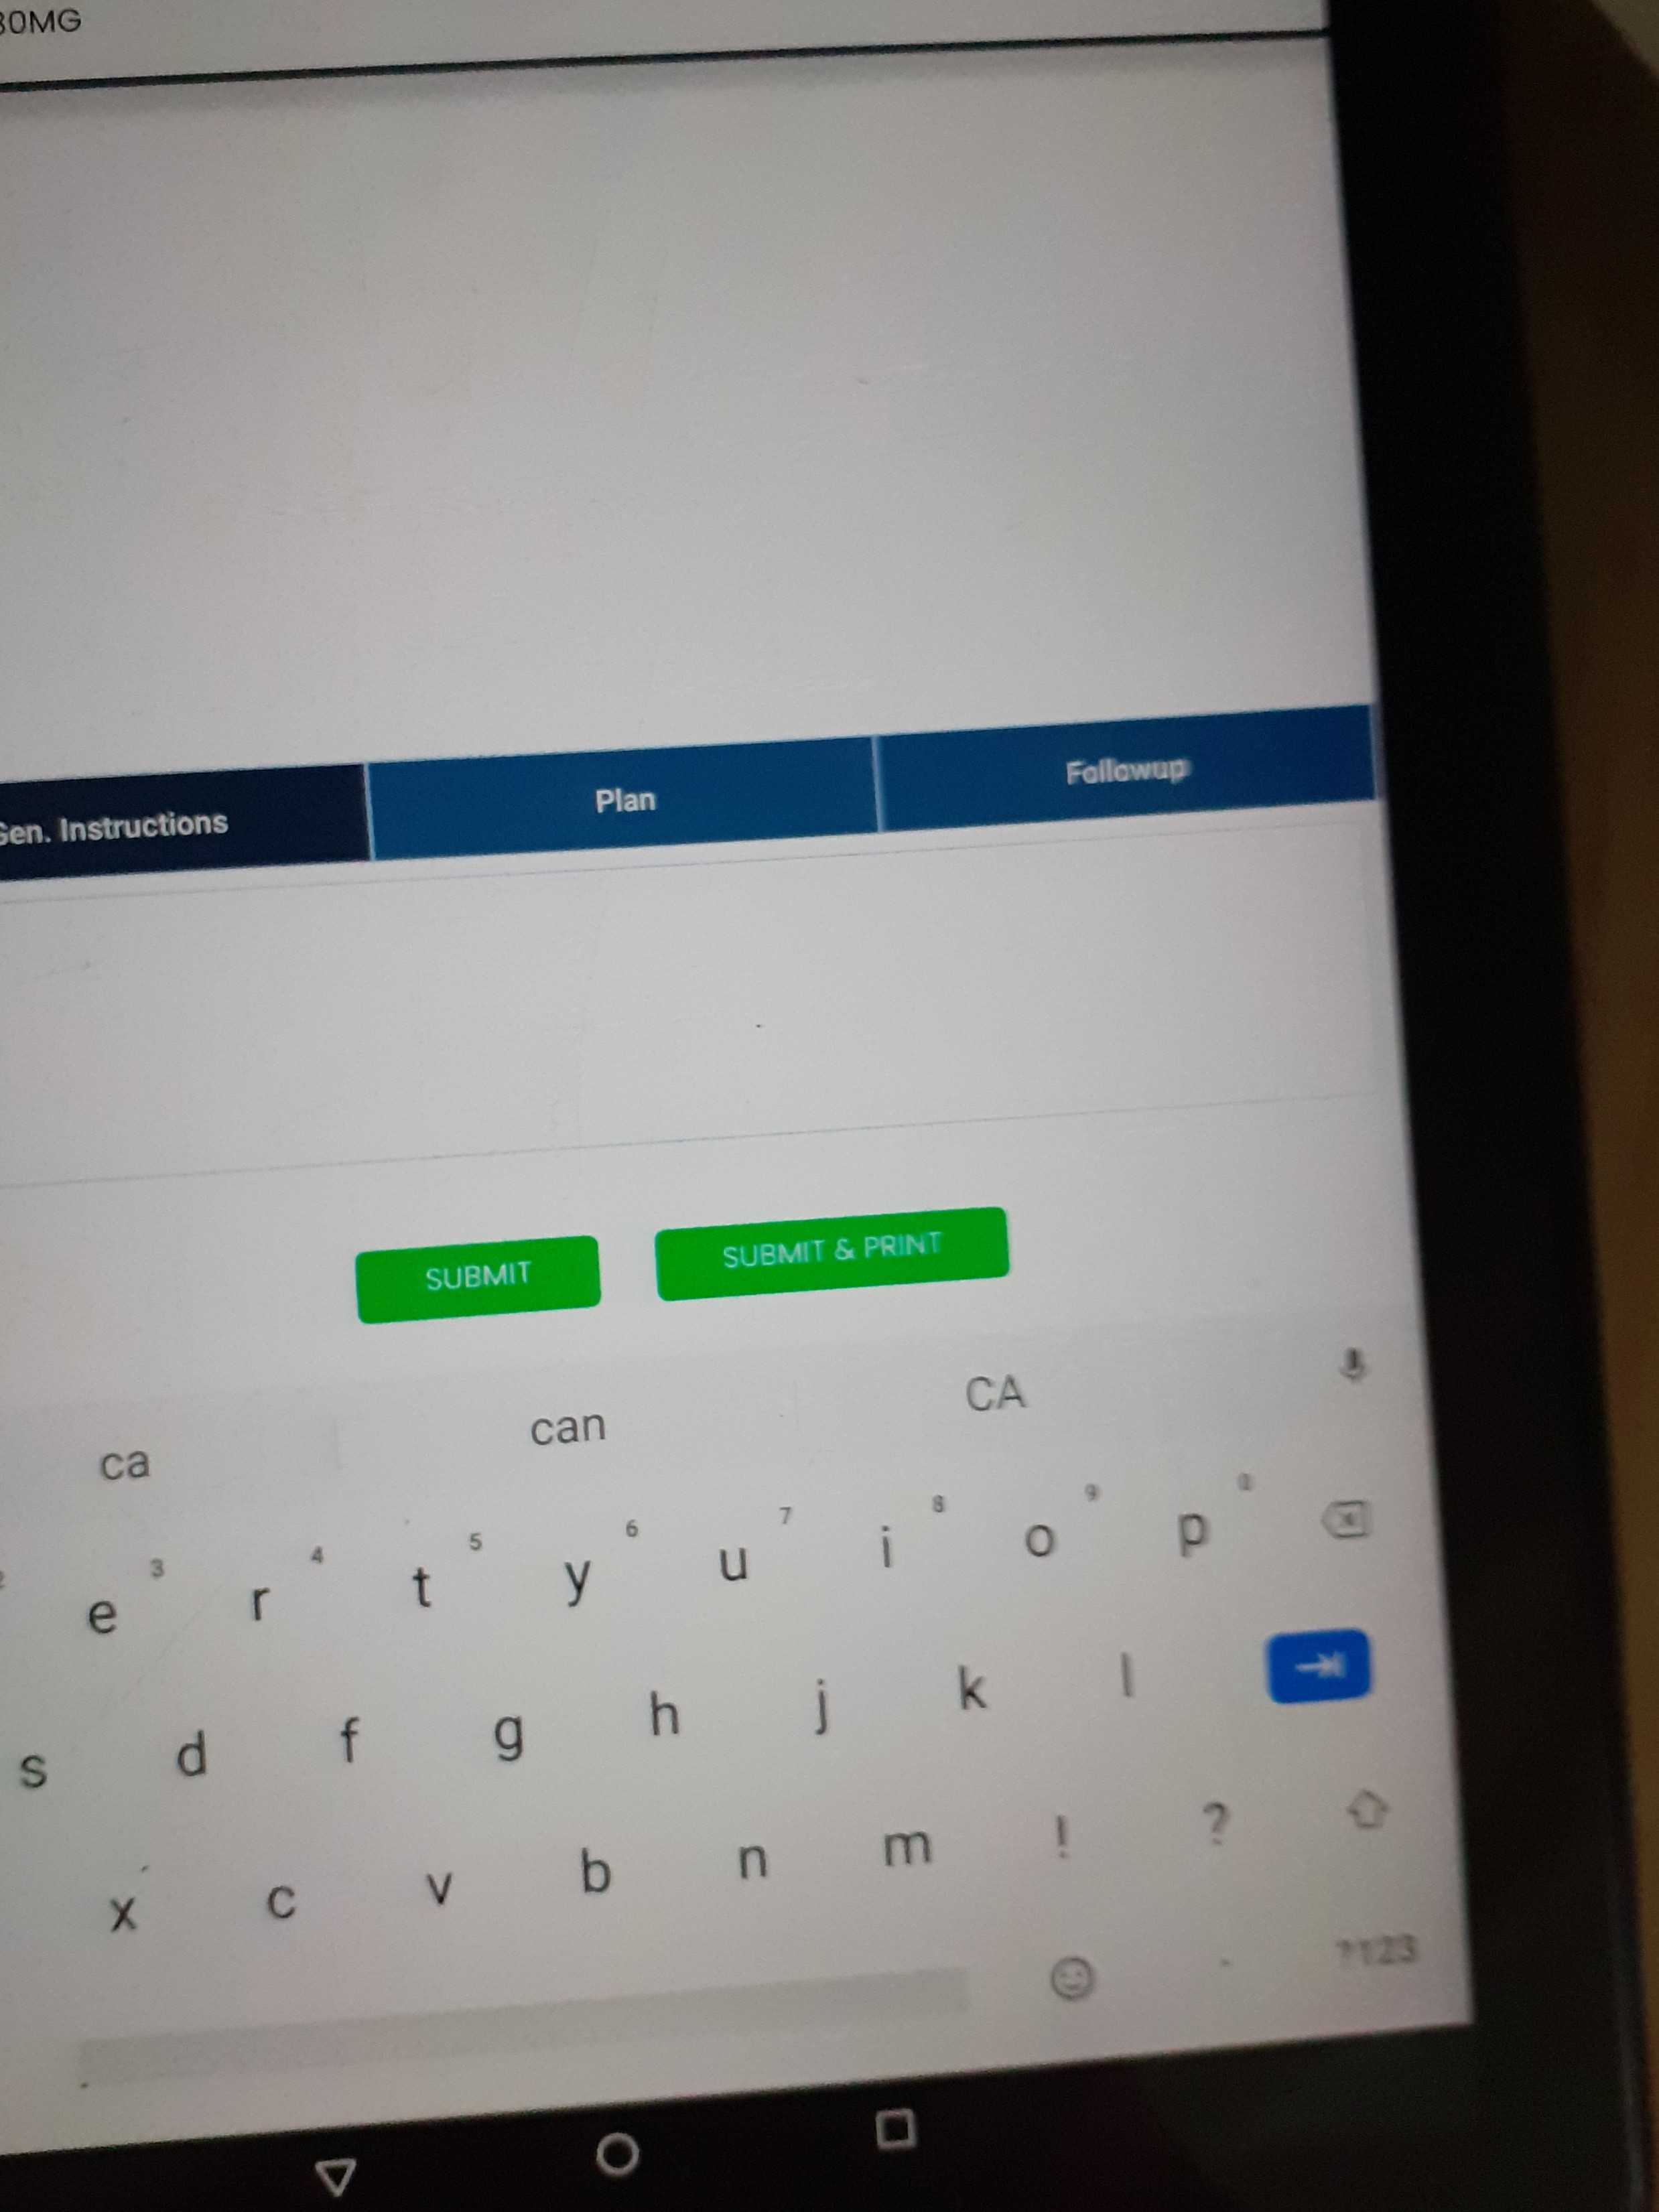 30MG
Gen. Instructions Plan Followup
SUBMIT SUBMIT & PRINT
ca can CA
e 3 r 4 t 5 y 6 u 7 i 8 o 9 p 0
s d f g h j k l
x c v b n m ! ?
?123